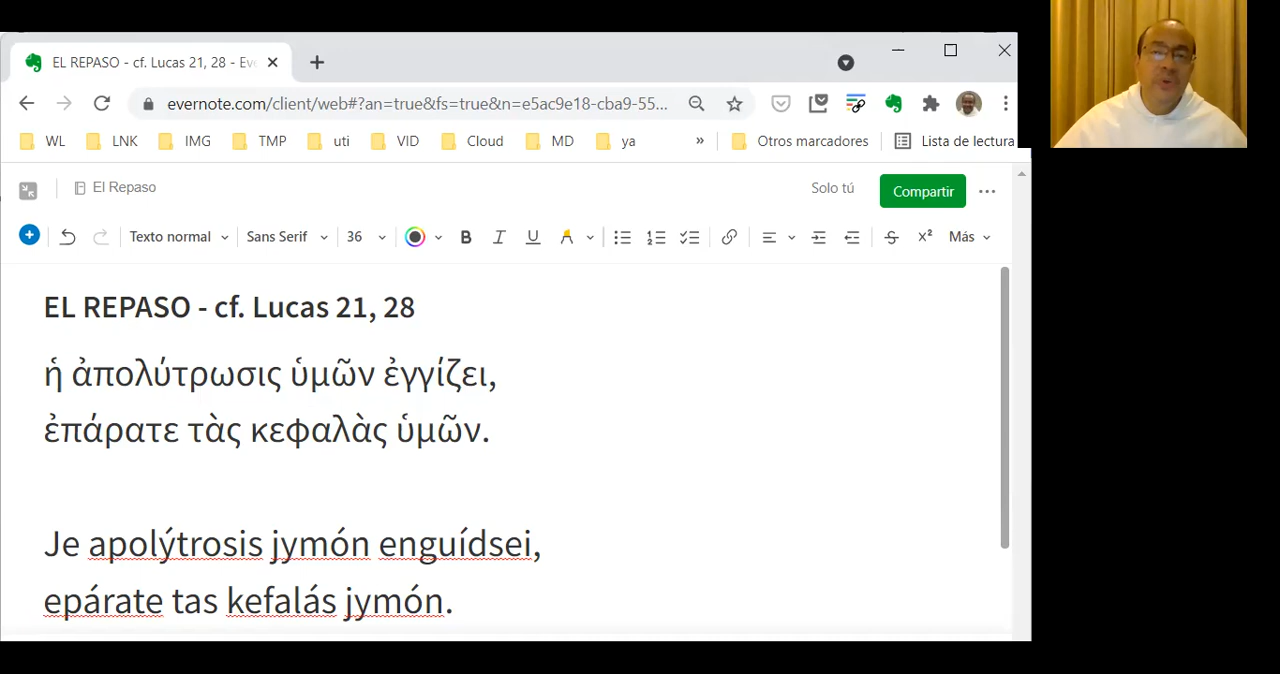 EL REPASO - cf. Lucas 21, 28 - Eve
evernote.com/client/web#?an=true&fs=true&n=e5ac9e18-cba9-55...
WL LNK IMG TMP uti VID Cloud MD ya » Otros marcadores Lista de lectura
El Repaso Solo tú Compartir
Texto normal Sans Serif 36 B I U A x² Más
EL REPASO - cf. Lucas 21, 28
ἡ ἀπολύτρωσις ὑμῶν ἐγγίζει,
ἐπάρατε τὰς κεφαλὰς ὑμῶν.
Je apolýtrosis jymón enguídsei,
epárate tas kefalás jymón.